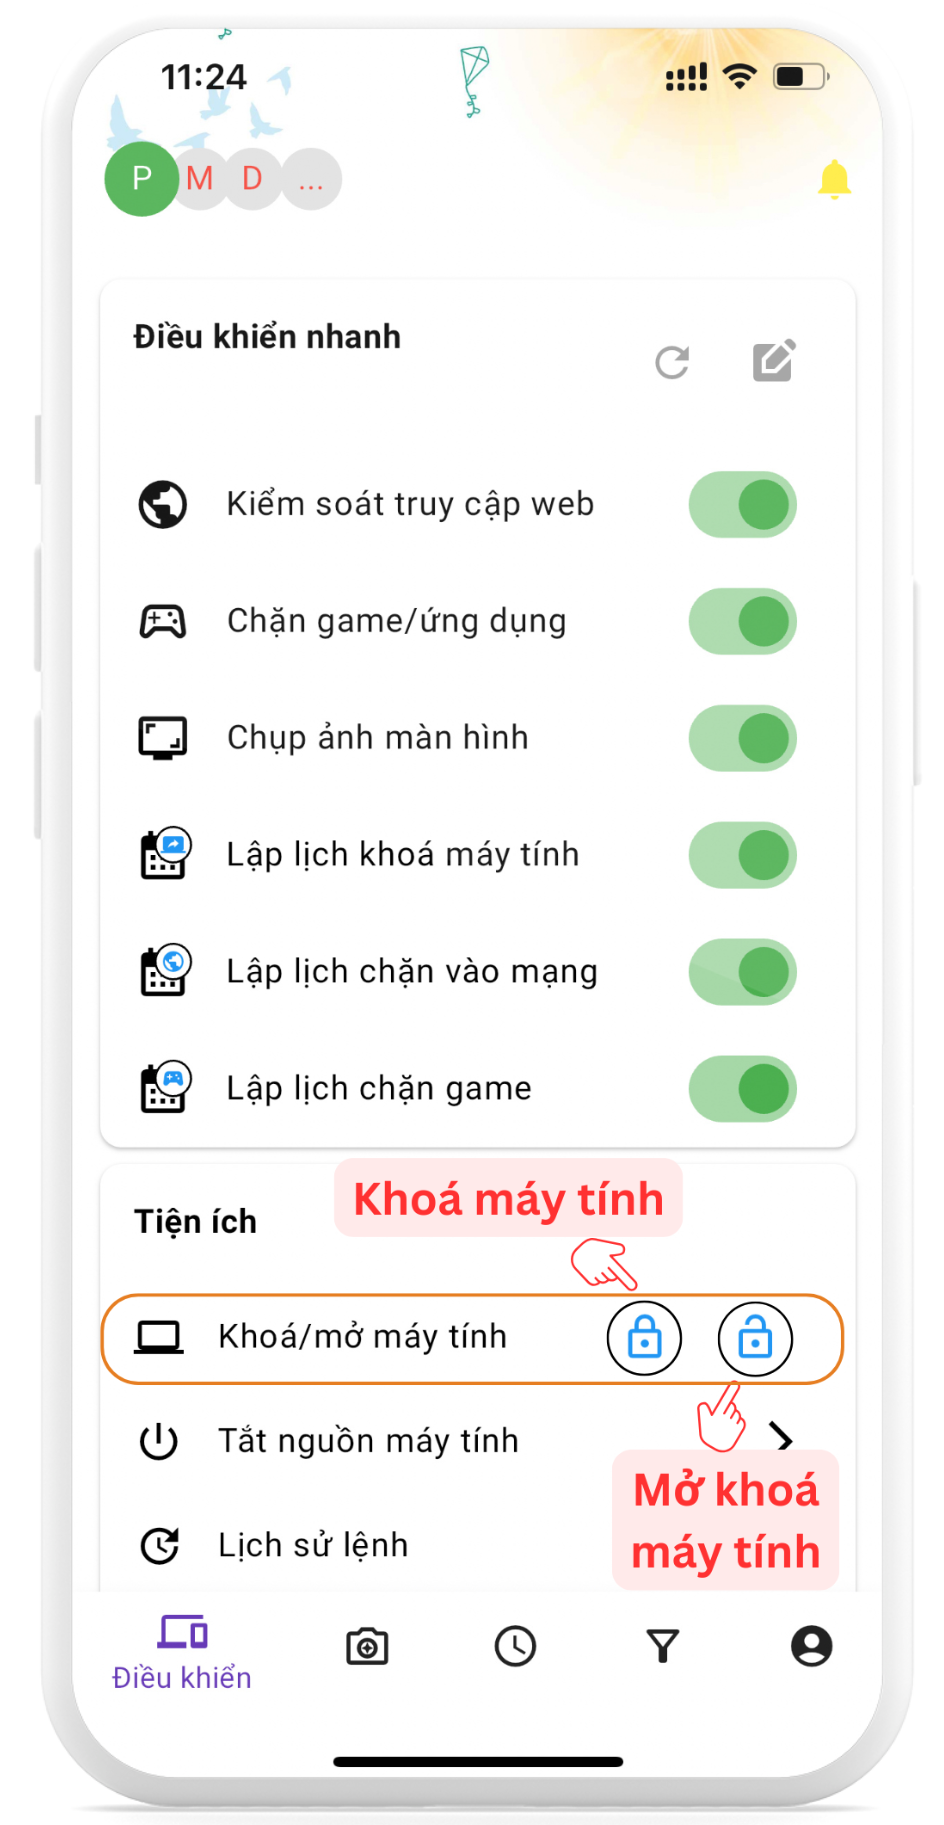 11:24
P M D ...
Điều khiển nhanh
Kiểm soát truy cập web
Chặn game/ứng dụng
Chụp ảnh màn hình
Lập lịch khoá máy tính
Lập lịch chặn vào mạng
Lập lịch chặn game
Tiện ích
Khoá máy tính
Khoá/mở máy tính
Tắt nguồn máy tính
Mở khoá
máy tính
Lịch sử lệnh
Điều khiển